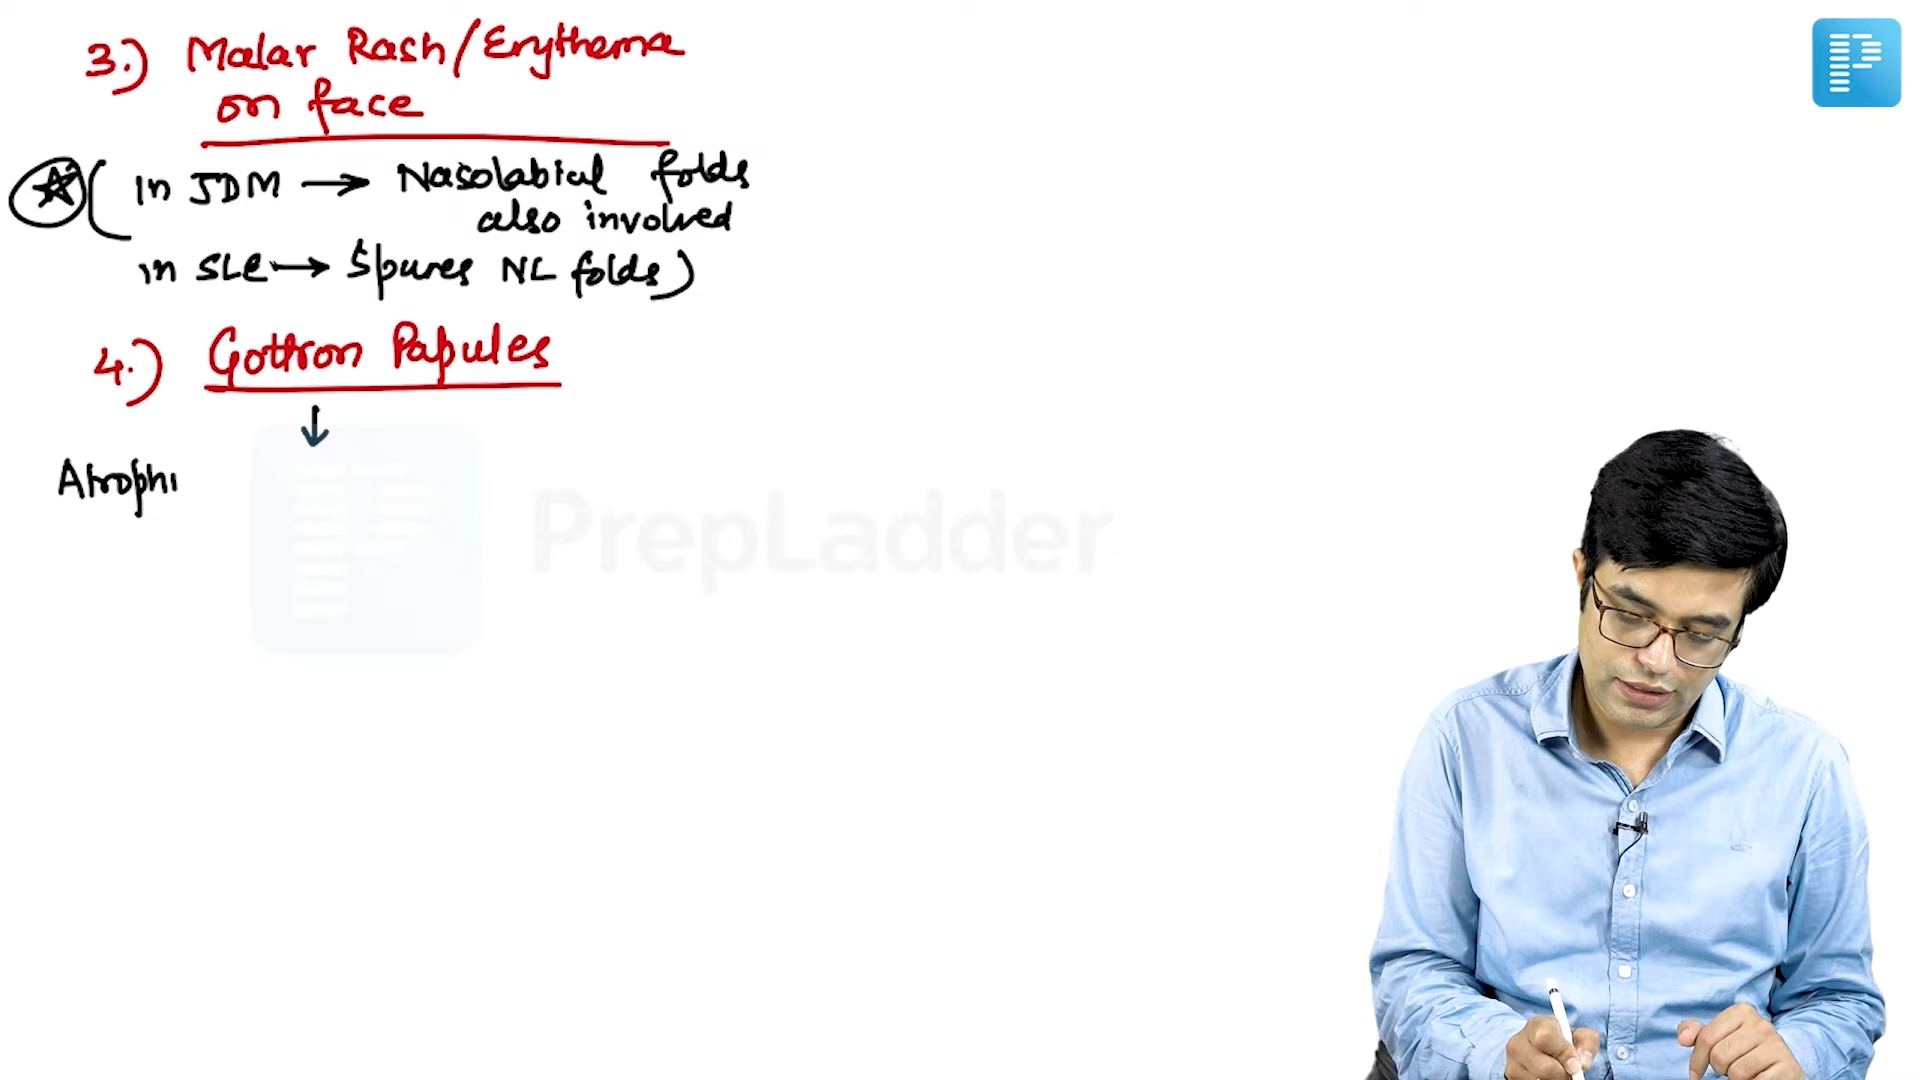 3.) Malar Rash/Erythema
on face
(In JDM → Nasolabial folds
also involved
in SLE → Spares NL folds)
4.) Gottron Papules
↓
Atrophi
PrepLadder